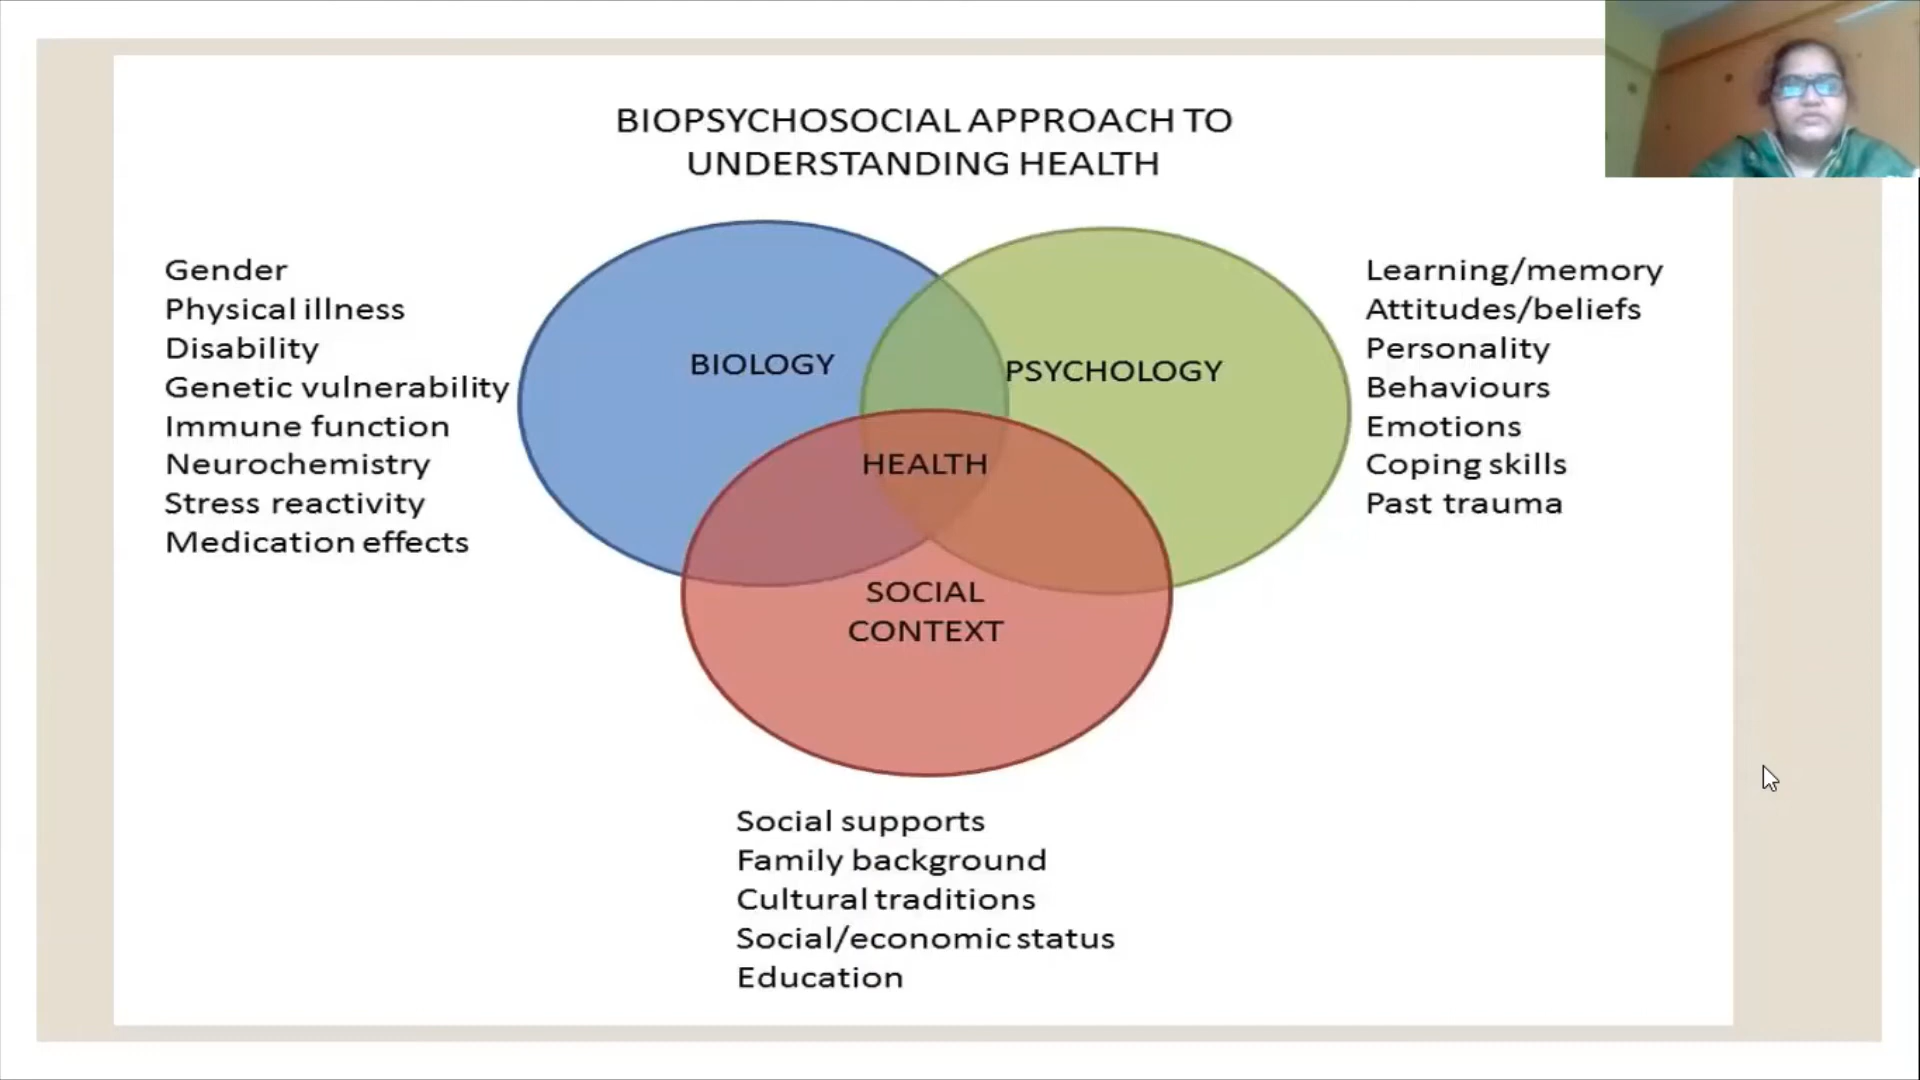 BIOPSYCHOSOCIAL APPROACH TO
UNDERSTANDING HEALTH
Gender
Physical illness
Disability
Genetic vulnerability
Immune function
Neurochemistry
Stress reactivity
Medication effects
BIOLOGY
PSYCHOLOGY
HEALTH
SOCIAL
CONTEXT
Learning/memory
Attitudes/beliefs
Personality
Behaviours
Emotions
Coping skills
Past trauma
Social supports
Family background
Cultural traditions
Social/economic status
Education